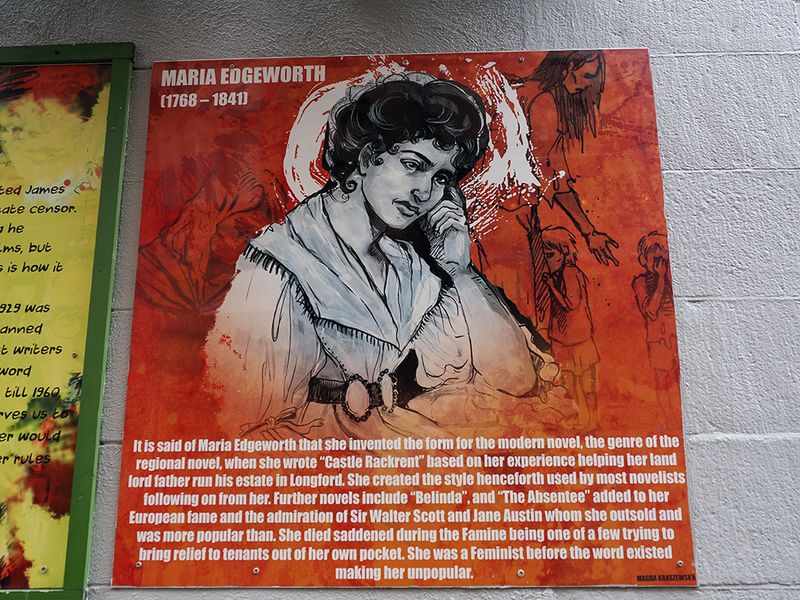 MARIA EDGEWORTH
(1768 – 1841)
It is said of Maria Edgeworth that she invented the form for the modern novel, the genre of the
regional novel, when she wrote “Castle Rackrent” based on her experience helping her land
lord father run his estate in Longford. She created the style henceforth used by most novelists
following on from her. Further novels include “Belinda”, and “The Absentee” added to her
European fame and the admiration of Sir Walter Scott and Jane Austin whom she outsold and
was more popular than. She died saddened during the Famine being one of a few trying to
bring relief to tenants out of her own pocket. She was a Feminist before the word existed
making her unpopular.
MAGDA KRASZEWSKA
James
censor.
he
but
is how it
1929 was
writers
word
till 1960
us to
would
rules